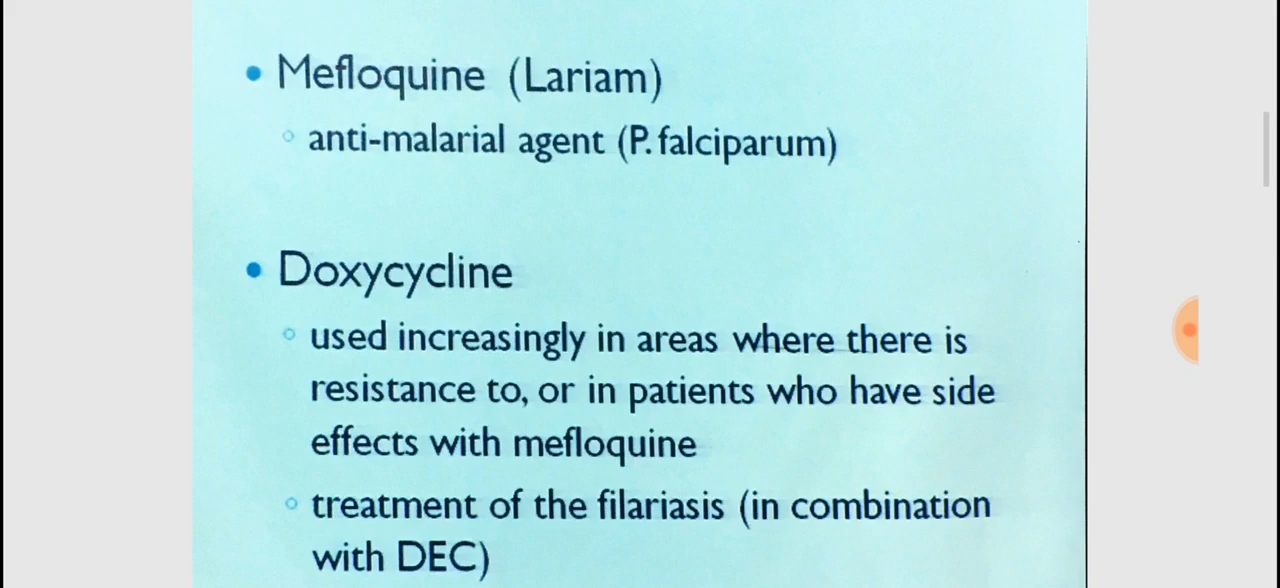 • Mefloquine (Lariam)
◦ anti-malarial agent (P. falciparum)
• Doxycycline
◦ used increasingly in areas where there is
resistance to, or in patients who have side
effects with mefloquine
◦ treatment of the filariasis (in combination
with DEC)